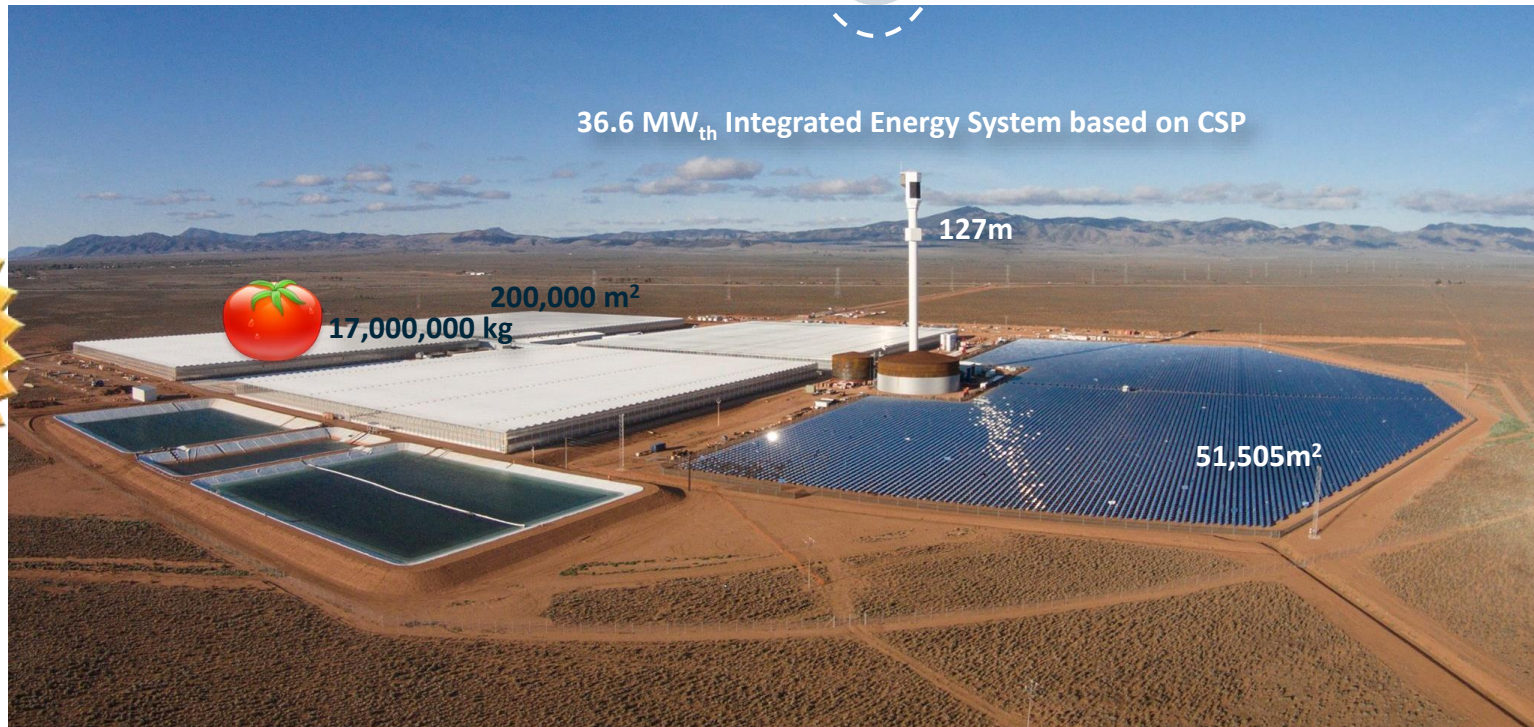 36.6 MWth Integrated Energy System based on CSP
127m
200,000 m²
17,000,000 kg
51,505m²